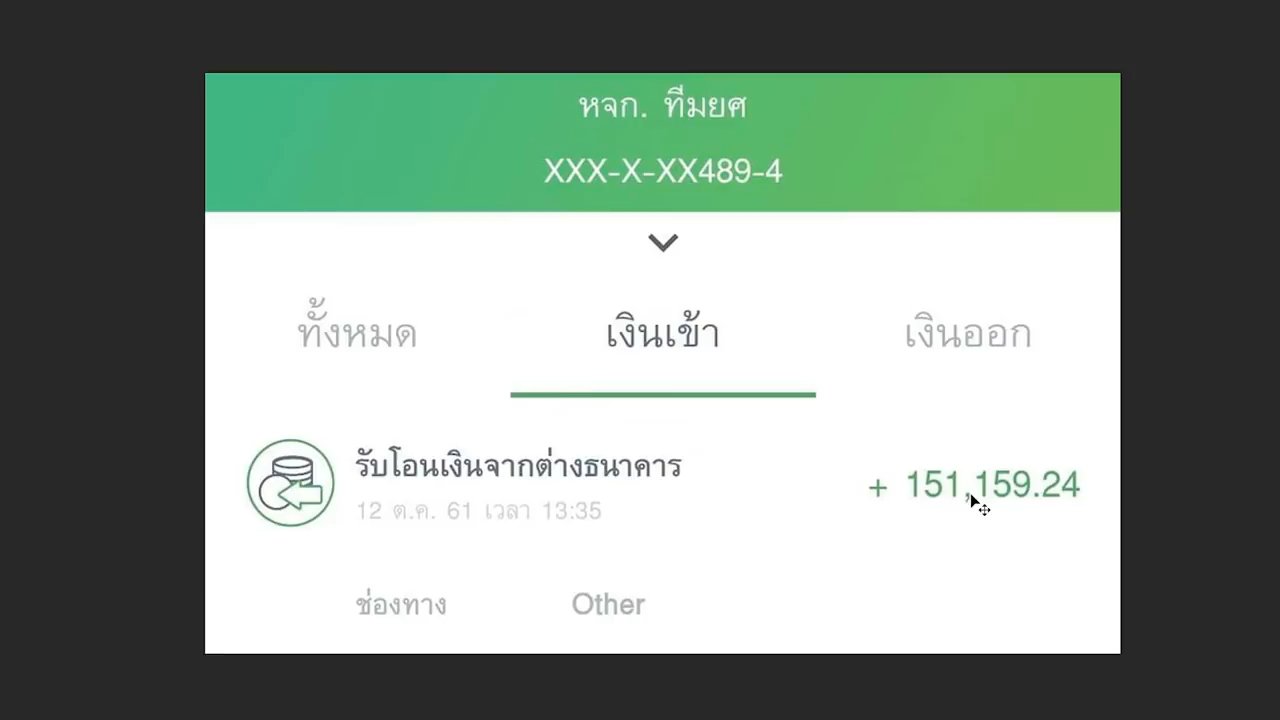 หจก. ทีมยศ
XXX-X-XX489-4
ทั้งหมด เงินเข้า เงินออก
รับโอนเงินจากต่างธนาคาร
+ 151,159.24
12 ต.ค. 61 เวลา 13:35
ช่องทาง Other